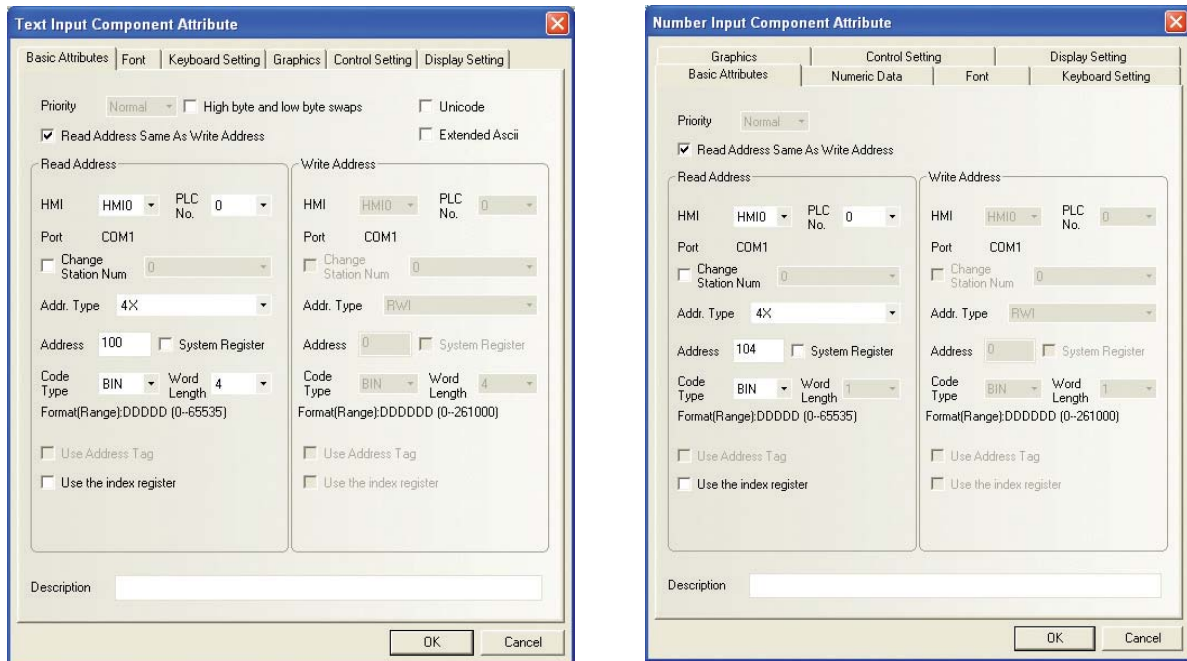 Text Input Component Attribute
Basic Attributes Font Keyboard Setting Graphics Control Setting Display Setting
Priority Normal High byte and low byte swaps Unicode
Read Address Same As Write Address Extended Ascii
Read Address
HMI HMI0 PLC No. 0
Port COM1
Change Station Num 0
Addr. Type 4X
Address 100 System Register
Code Type BIN Word Length 4
Format(Range):DDDDD (0--65535)
Use Address Tag
Use the index register
Write Address
HMI HMI0 PLC No. 0
Port COM1
Change Station Num 0
Addr. Type RWI
Address 0 System Register
Code Type BIN Word Length 4
Format(Range):DDDDDD (0--261000)
Use Address Tag
Use the index register
Description
OK Cancel
Number Input Component Attribute
Graphics Control Setting Display Setting
Basic Attributes Numeric Data Font Keyboard Setting
Priority Normal
Read Address Same As Write Address
Read Address
HMI HMI0 PLC No. 0
Port COM1
Change Station Num 0
Addr. Type 4X
Address 104 System Register
Code Type BIN Word Length 1
Format(Range):DDDDD (0--65535)
Use Address Tag
Use the index register
Write Address
HMI HMI0 PLC No. 0
Port COM1
Change Station Num 0
Addr. Type RWI
Address 0 System Register
Code Type BIN Word Length 1
Format(Range):DDDDDD (0--261000)
Use Address Tag
Use the index register
Description
OK Cancel